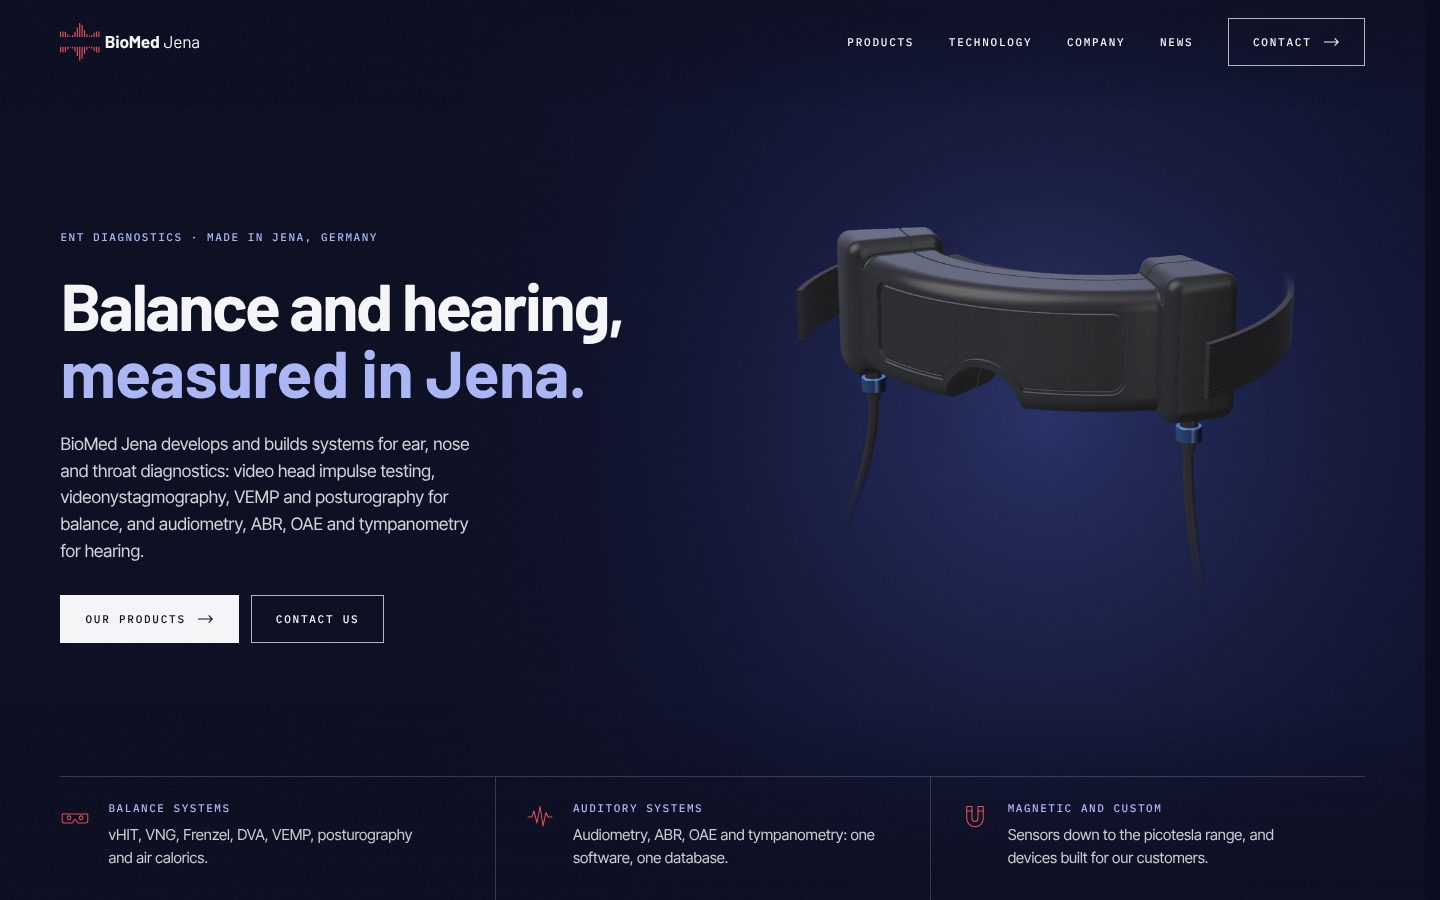 BioMed Jena
PRODUCTS
TECHNOLOGY
COMPANY
NEWS
CONTACT
ENT DIAGNOSTICS · MADE IN JENA, GERMANY
Balance and hearing,
measured in Jena.
BioMed Jena develops and builds systems for ear, nose
and throat diagnostics: video head impulse testing,
videonystagmography, VEMP and posturography for
balance, and audiometry, ABR, OAE and tympanometry
for hearing.
OUR PRODUCTS
CONTACT US
BALANCE SYSTEMS
vHIT, VNG, Frenzel, DVA, VEMP, posturography
and air calorics.
AUDITORY SYSTEMS
Audiometry, ABR, OAE and tympanometry: one
software, one database.
MAGNETIC AND CUSTOM
Sensors down to the picotesla range, and
devices built for our customers.